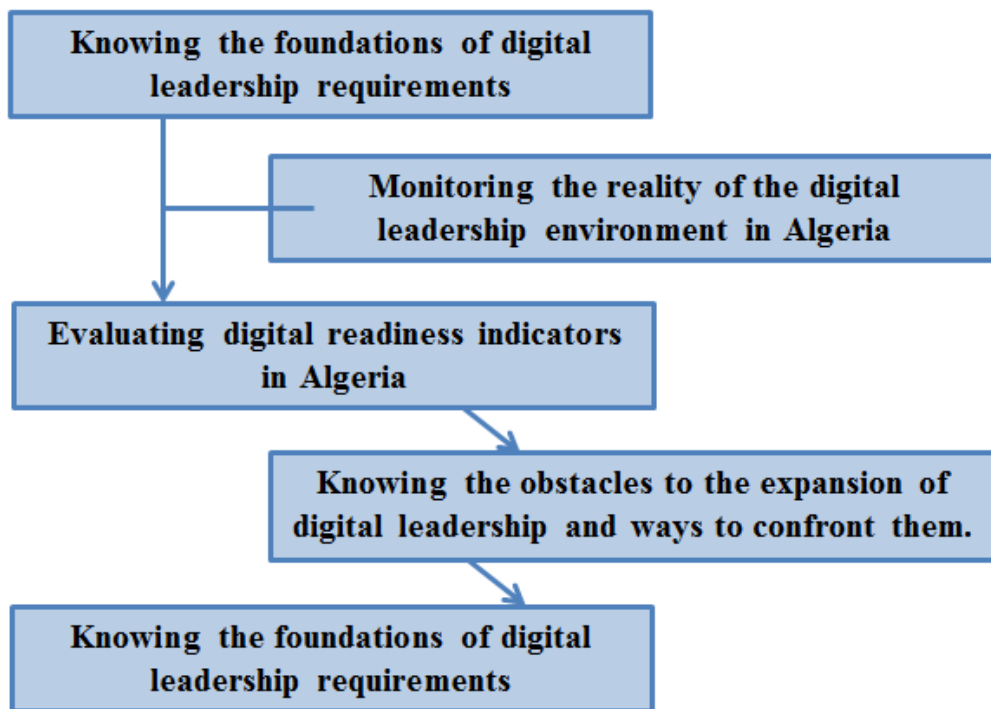 Knowing the foundations of digital
leadership requirements
Monitoring the reality of the digital
leadership environment in Algeria
Evaluating digital readiness indicators
in Algeria
Knowing the obstacles to the expansion of
digital leadership and ways to confront them.
Knowing the foundations of digital
leadership requirements